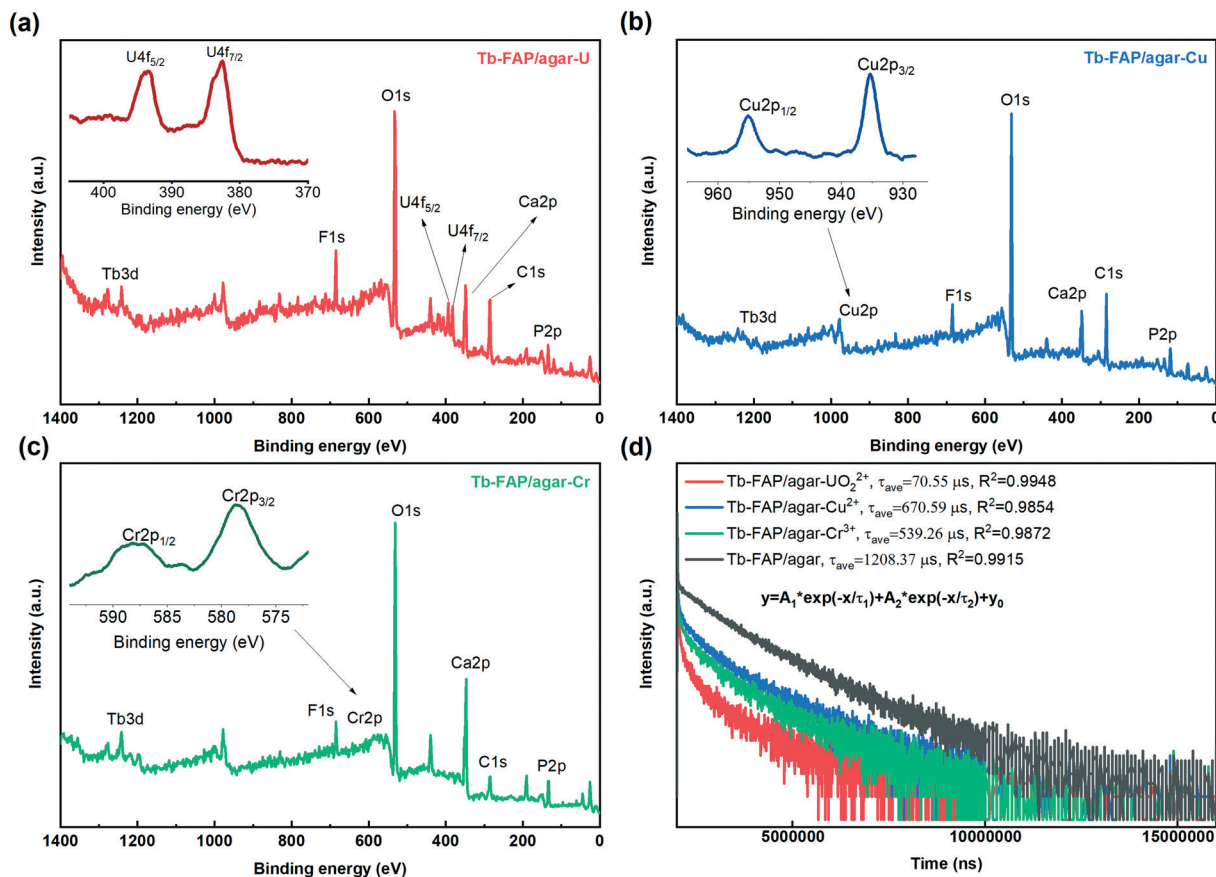 (a)
Tb-FAP/agar-U
U4f5/2
U4f7/2
400 390 380 370
Binding energy (eV)
O1s
U4f5/2
U4f7/2
Ca2p
C1s
F1s
Tb3d
P2p
Intensity (a.u.)
1400 1200 1000 800 600 400 200 0
Binding energy (eV)
(b)
Tb-FAP/agar-Cu
Cu2p1/2
Cu2p3/2
960 950 940 930
Binding energy (eV)
O1s
Tb3d
Cu2p
F1s
Ca2p
C1s
P2p
Intensity (a.u.)
1400 1200 1000 800 600 400 200 0
Binding energy (eV)
(c)
Tb-FAP/agar-Cr
Cr2p1/2
Cr2p3/2
590 585 580 575
Binding energy (eV)
O1s
Tb3d
F1s
Cr2p
Ca2p
C1s
P2p
Intensity (a.u.)
1400 1200 1000 800 600 400 200 0
Binding energy (eV)
(d)
Tb-FAP/agar-UO₂²⁺, τave=70.55 μs, R²=0.9948
Tb-FAP/agar-Cu²⁺, τave=670.59 μs, R²=0.9854
Tb-FAP/agar-Cr³⁺, τave=539.26 μs, R²=0.9872
Tb-FAP/agar, τave=1208.37 μs, R²=0.9915
y=A₁*exp(-x/τ₁)+A₂*exp(-x/τ₂)+y₀
Intensity (a.u.)
5000000 10000000 15000000
Time (ns)